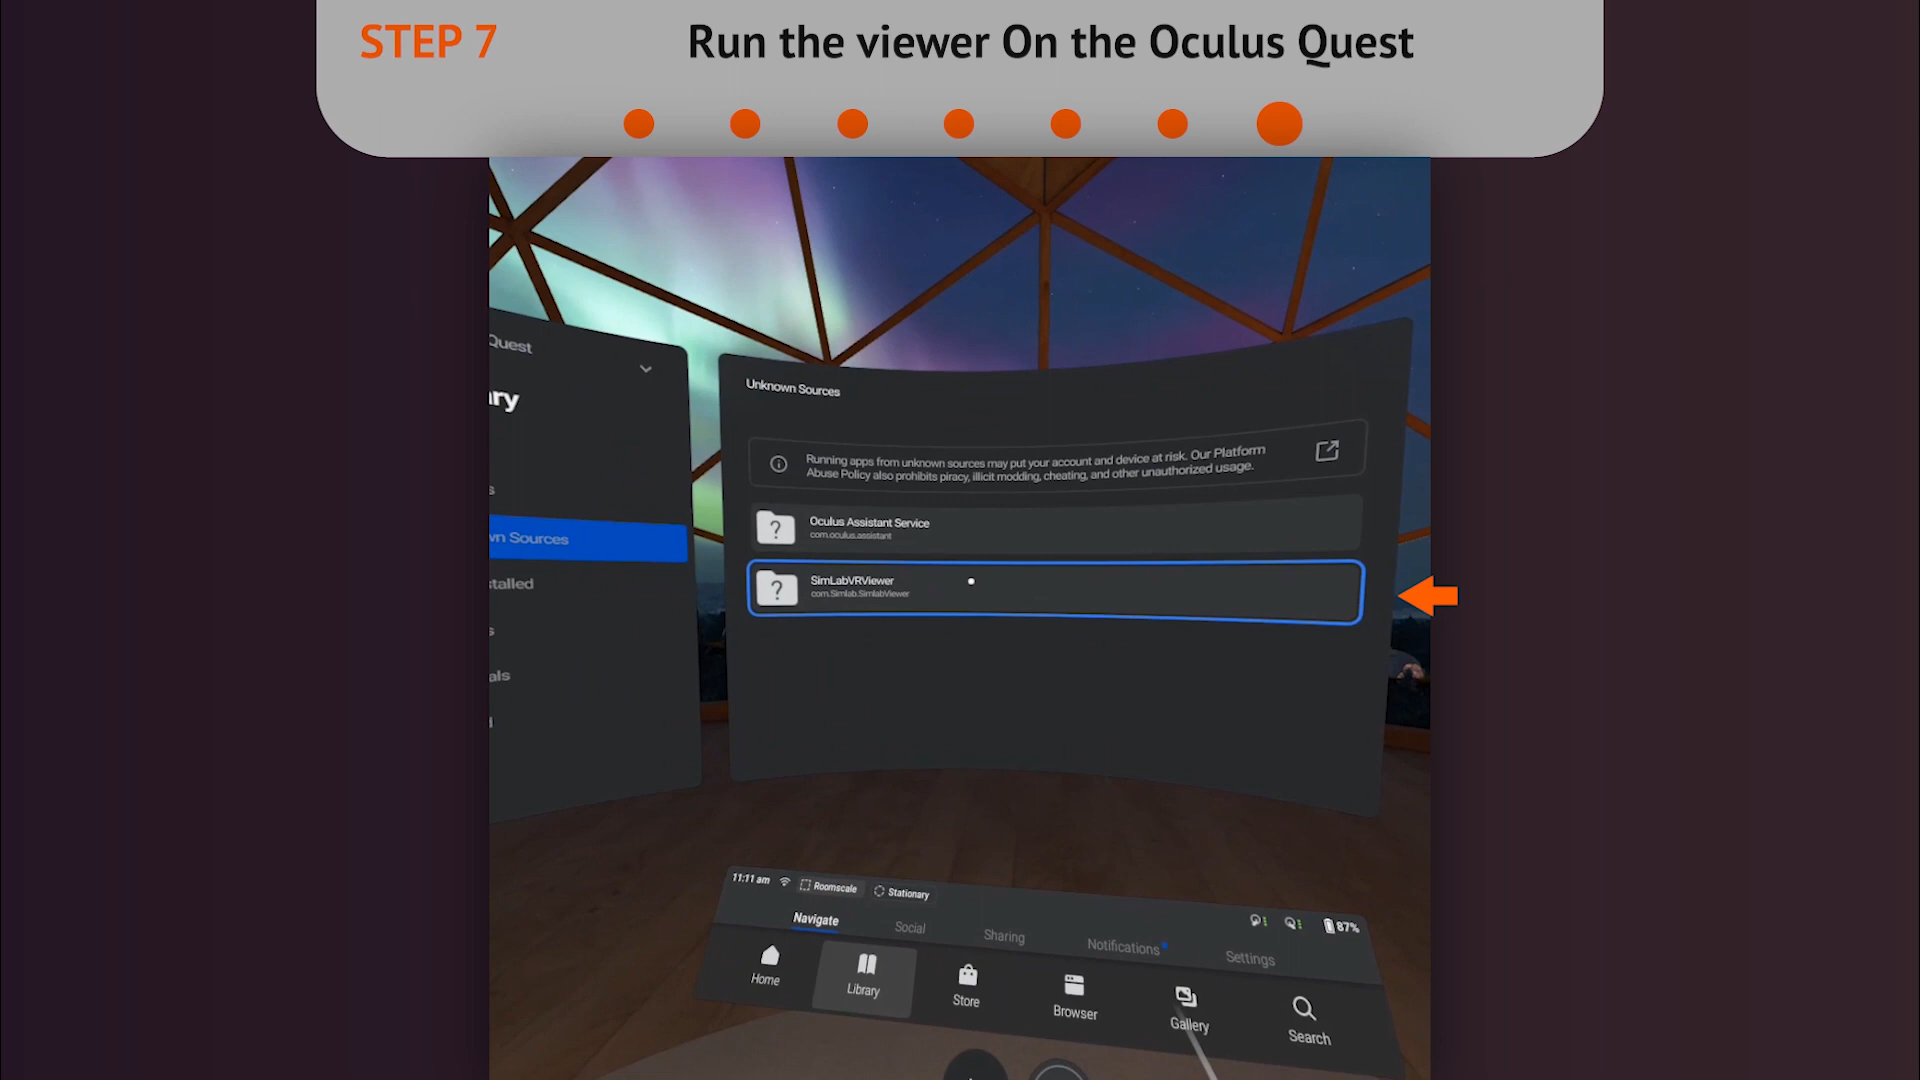 STEP 7
Run the viewer On the Oculus Quest
Quest
ary
s
wn Sources
stalled
s
als
d
Unknown Sources
Running apps from unknown sources may put your account and device at risk. Our Platform
Abuse Policy also prohibits piracy, illicit modding, cheating, and other unauthorized usage.
?
Oculus Assistant Service
com.oculus.assistant
?
SimLabVRViewer
com.Simlab.SimlabViewer
11:11 am
Roomscale
Stationary
87%
Navigate
Social
Sharing
Notifications
Settings
Home
Library
Store
Browser
Gallery
Search